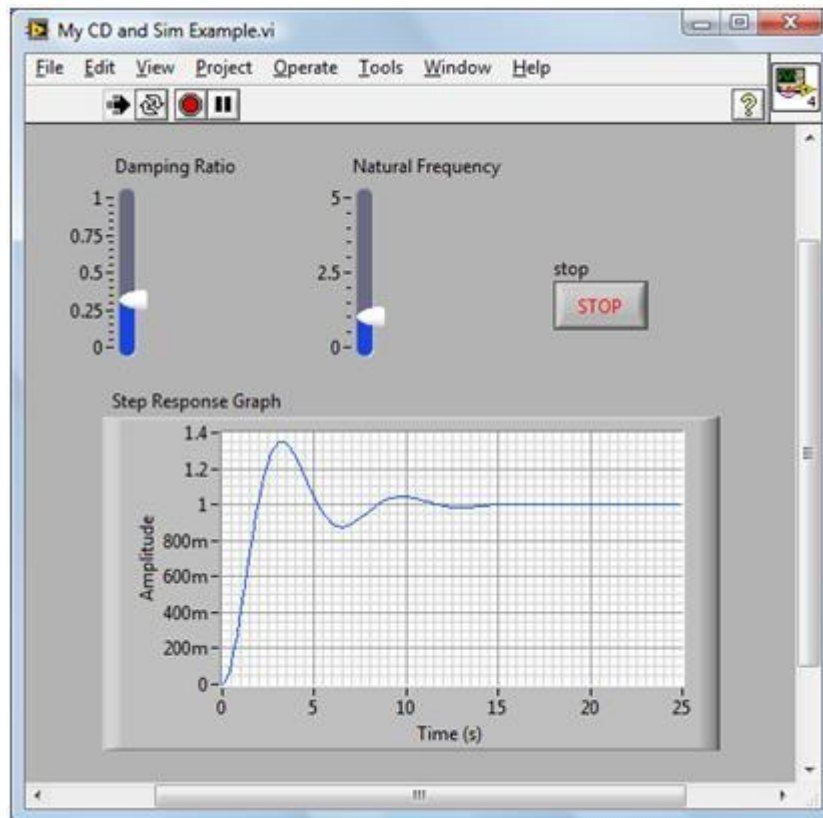 My CD and Sim Example.vi
File Edit View Project Operate Tools Window Help
4
Damping Ratio
1
0.75
0.5
0.25
0
Natural Frequency
5
2.5
0
stop
STOP
Step Response Graph
Amplitude
1.4
1.2
1
800m
600m
400m
200m
0
0 5 10 15 20 25
Time (s)